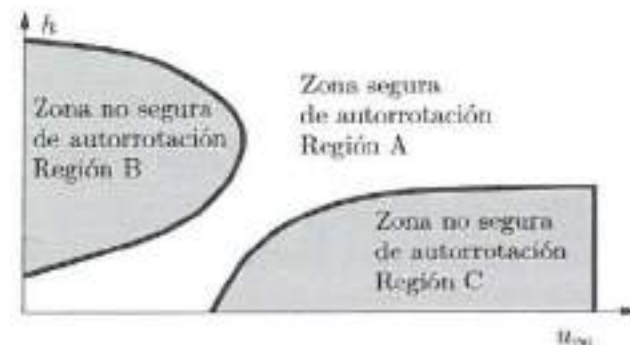 h
Zona no segura
de autorrotación
Región B
Zona segura
de autorrotación
Región A
Zona no segura
de autorrotación
Región C
u∞